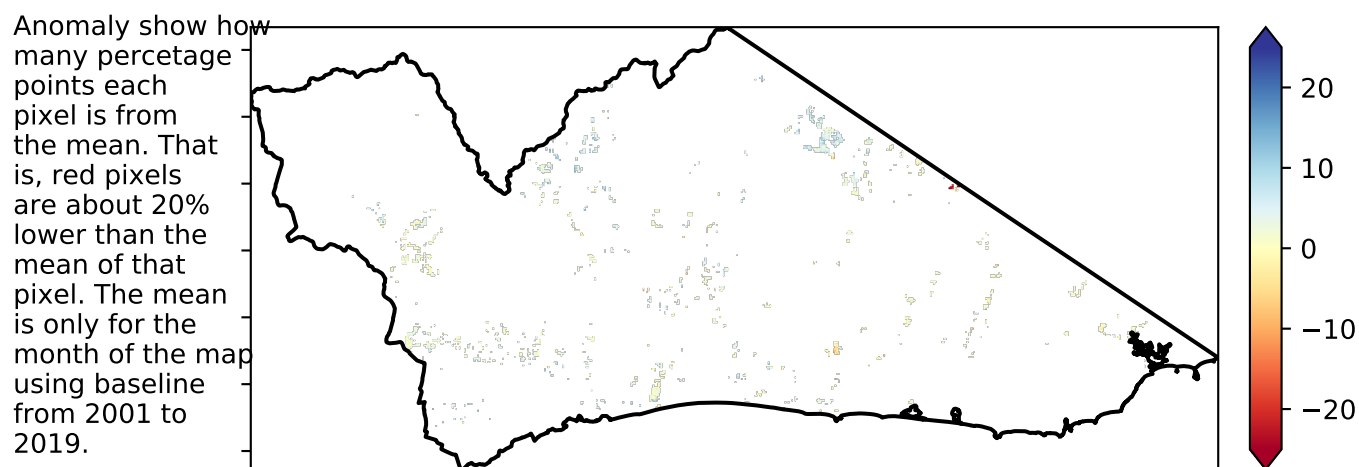 Anomaly show how
many percetage
points each
pixel is from
the mean. That
is, red pixels
are about 20%
lower than the
mean of that
pixel. The mean
is only for the
month of the map
using baseline
from 2001 to
2019.
20
10
0
−10
−20